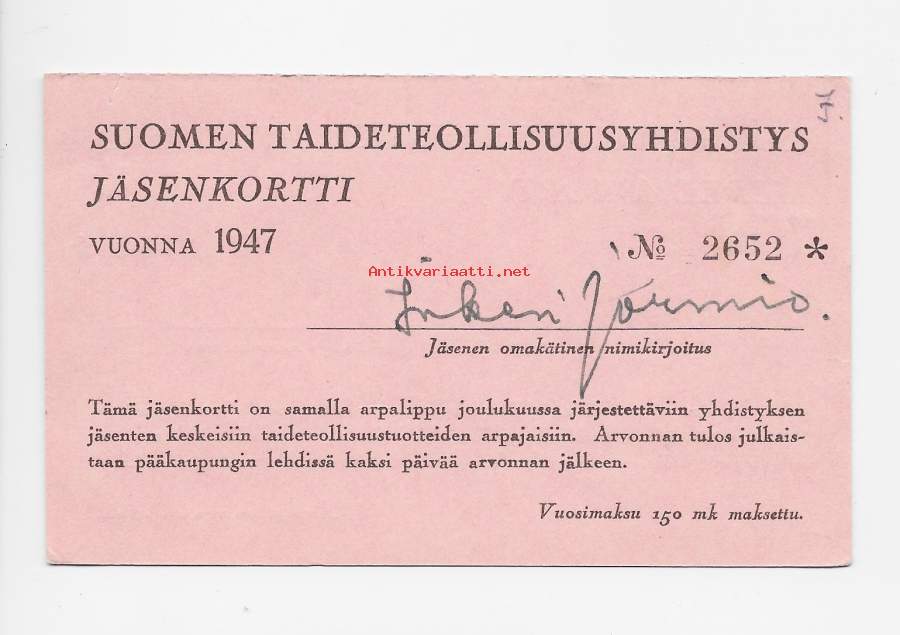 SUOMEN TAIDETEOLLISUUSYHDISTYS
JÄSENKORTTI
VUONNA 1947
№ 2652 *
Antikvariaatti.net
Inkeri Jormio.
Jäsenen omakätinen nimikirjoitus
Tämä jäsenkortti on samalla arpalippu joulukuussa järjestettäviin yhdistyksen
jäsenten keskeisiin taideteollisuustuotteiden arpajaisiin. Arvonnan tulos julkais-
taan pääkaupungin lehdissä kaksi päivää arvonnan jälkeen.
Vuosimaksu 150 mk maksettu.